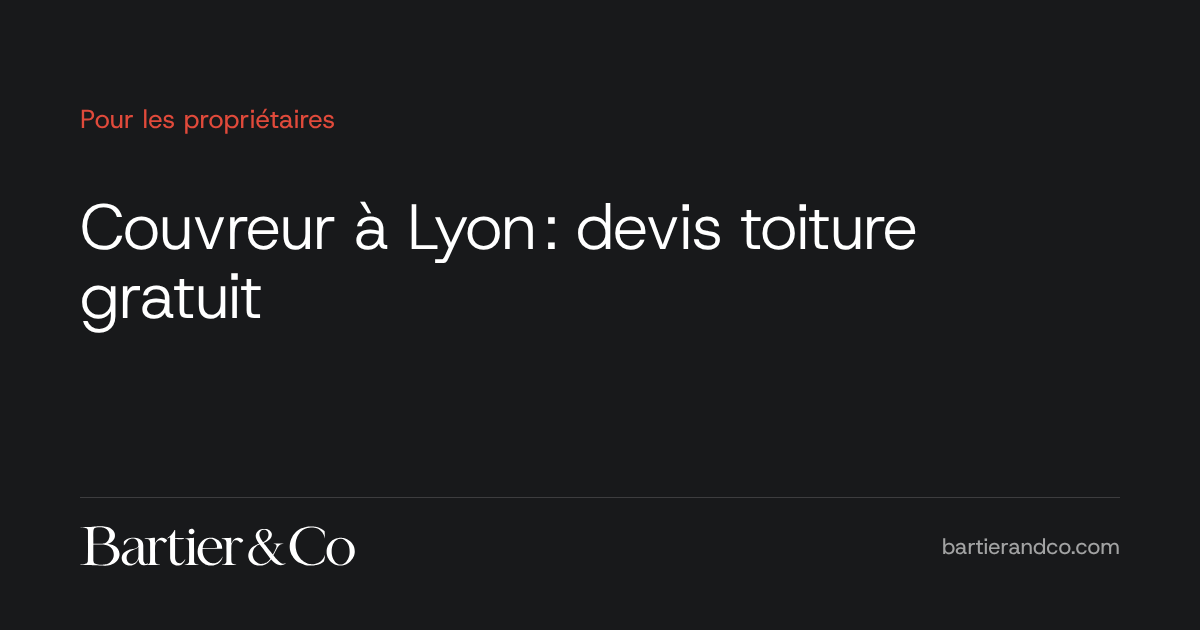 Pour les propriétaires
Couvreur à Lyon : devis toiture
gratuit
Bartier & Co
bartierandco.com